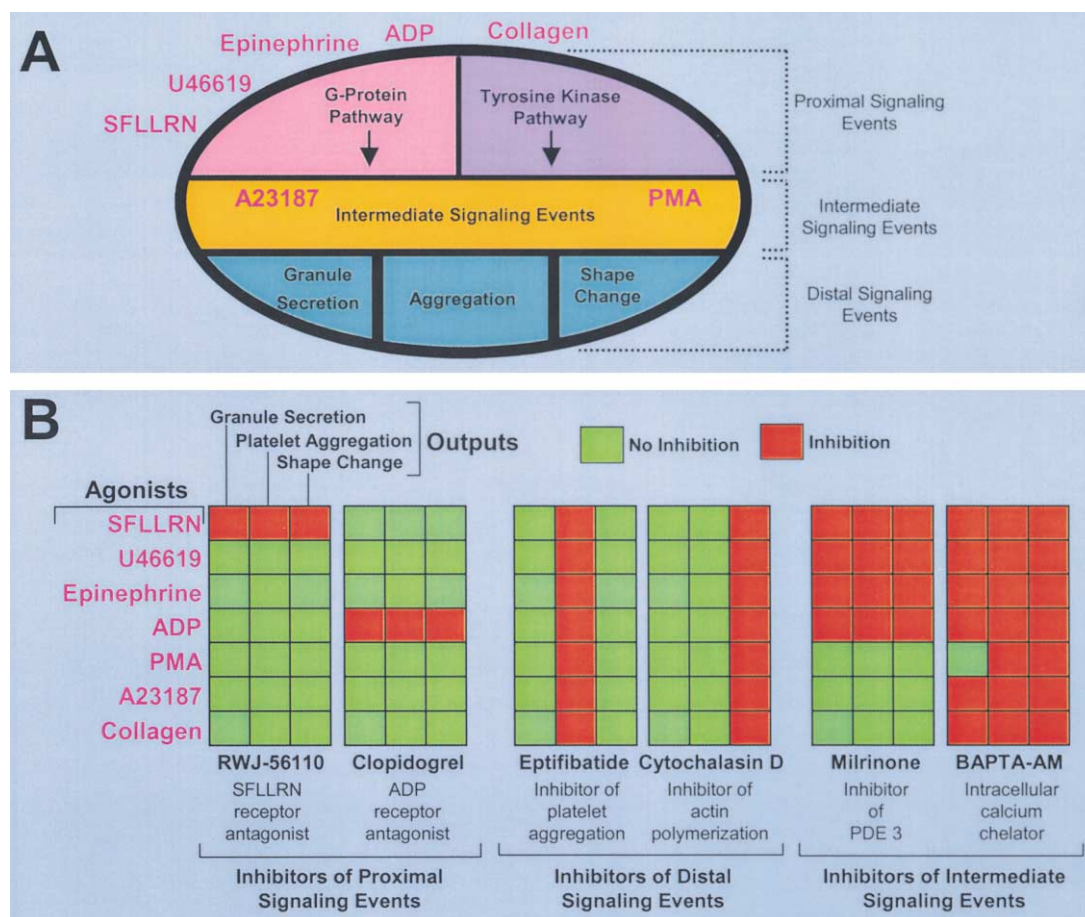 A
Epinephrine
ADP
Collagen
U46619
SFLLRN
G-Protein
Pathway
Tyrosine Kinase
Pathway
Proximal Signaling
Events
A23187
PMA
Intermediate Signaling Events
Intermediate
Signaling Events
Granule
Secretion
Aggregation
Shape
Change
Distal Signaling
Events
B
Granule Secretion
Platelet Aggregation
Shape Change
Outputs
No Inhibition
Inhibition
Agonists
SFLLRN
U46619
Epinephrine
ADP
PMA
A23187
Collagen
RWJ-56110
SFLLRN
receptor
antagonist
Clopidogrel
ADP
receptor
antagonist
Eptifibatide
Inhibitor of
platelet
aggregation
Cytochalasin D
Inhibitor of
actin
polymerization
Milrinone
Inhibitor
of
PDE 3
BAPTA-AM
Intracellular
calcium
chelator
Inhibitors of Proximal
Signaling Events
Inhibitors of Distal
Signaling Events
Inhibitors of Intermediate
Signaling Events